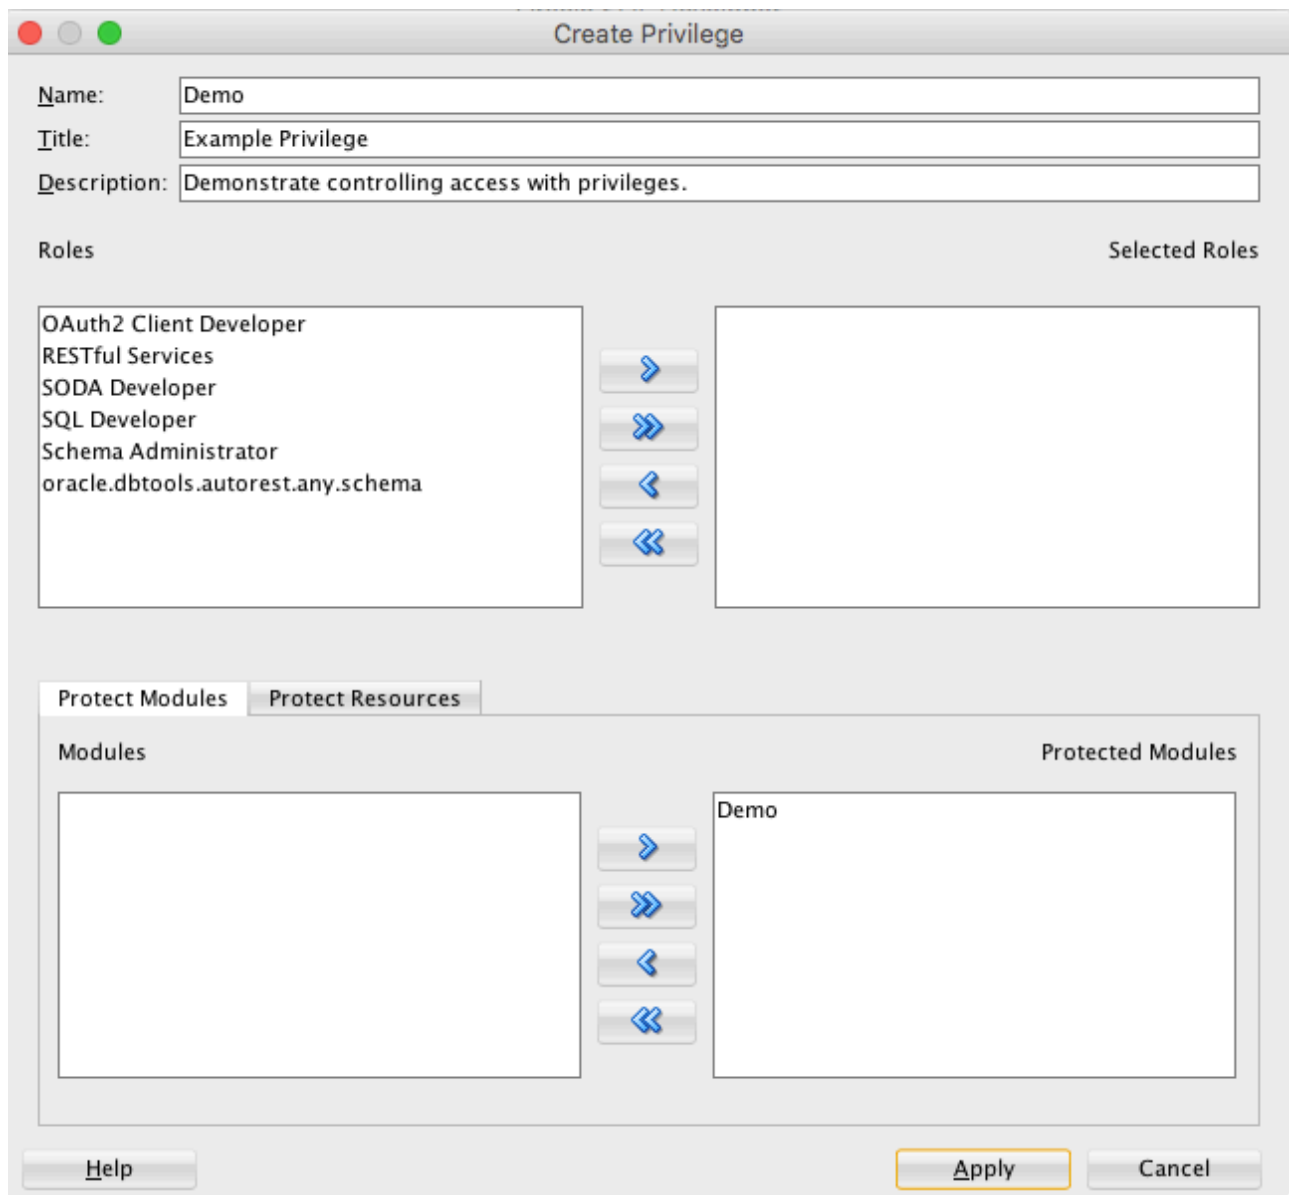 Create Privilege
Name: Demo
Title: Example Privilege
Description: Demonstrate controlling access with privileges.
Roles Selected Roles
OAuth2 Client Developer
RESTful Services
SODA Developer
SQL Developer
Schema Administrator
oracle.dbtools.autorest.any.schema
Protect Modules Protect Resources
Modules Protected Modules
Demo
Help Apply Cancel